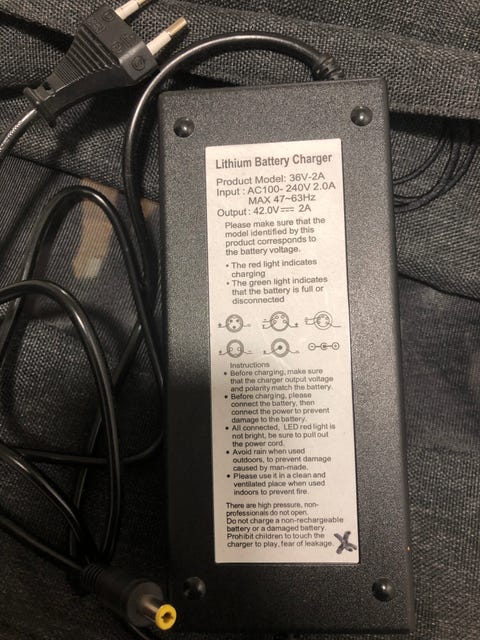 Lithium Battery Charger
Product Model: 36V-2A
Input : AC100- 240V 2.0A
MAX 47~63Hz
Output : 42.0V⎓ 2A
Please make sure that the
model identified by this
product corresponds to
the battery voltage.
• The red light indicates
charging
• The green light indicates
that the battery is full or
disconnected
Instructions
• Before charging, make sure
that the charger output voltage
and polarity match the battery.
• Before charging, please
connect the battery, then
connect the power to prevent
damage to the battery.
• All connected, LED red light is
not bright, be sure to pull out
the power cord.
• Avoid rain when used
outdoors, to prevent damage
caused by man-made.
• Please use it in a clean and
ventilated place when used
indoors to prevent fire.
There are high pressure, non-
professionals do not open.
Do not charge a non-rechargeable
battery or a damaged battery.
Prohibit children to touch the
charger to play, fear of leakage.